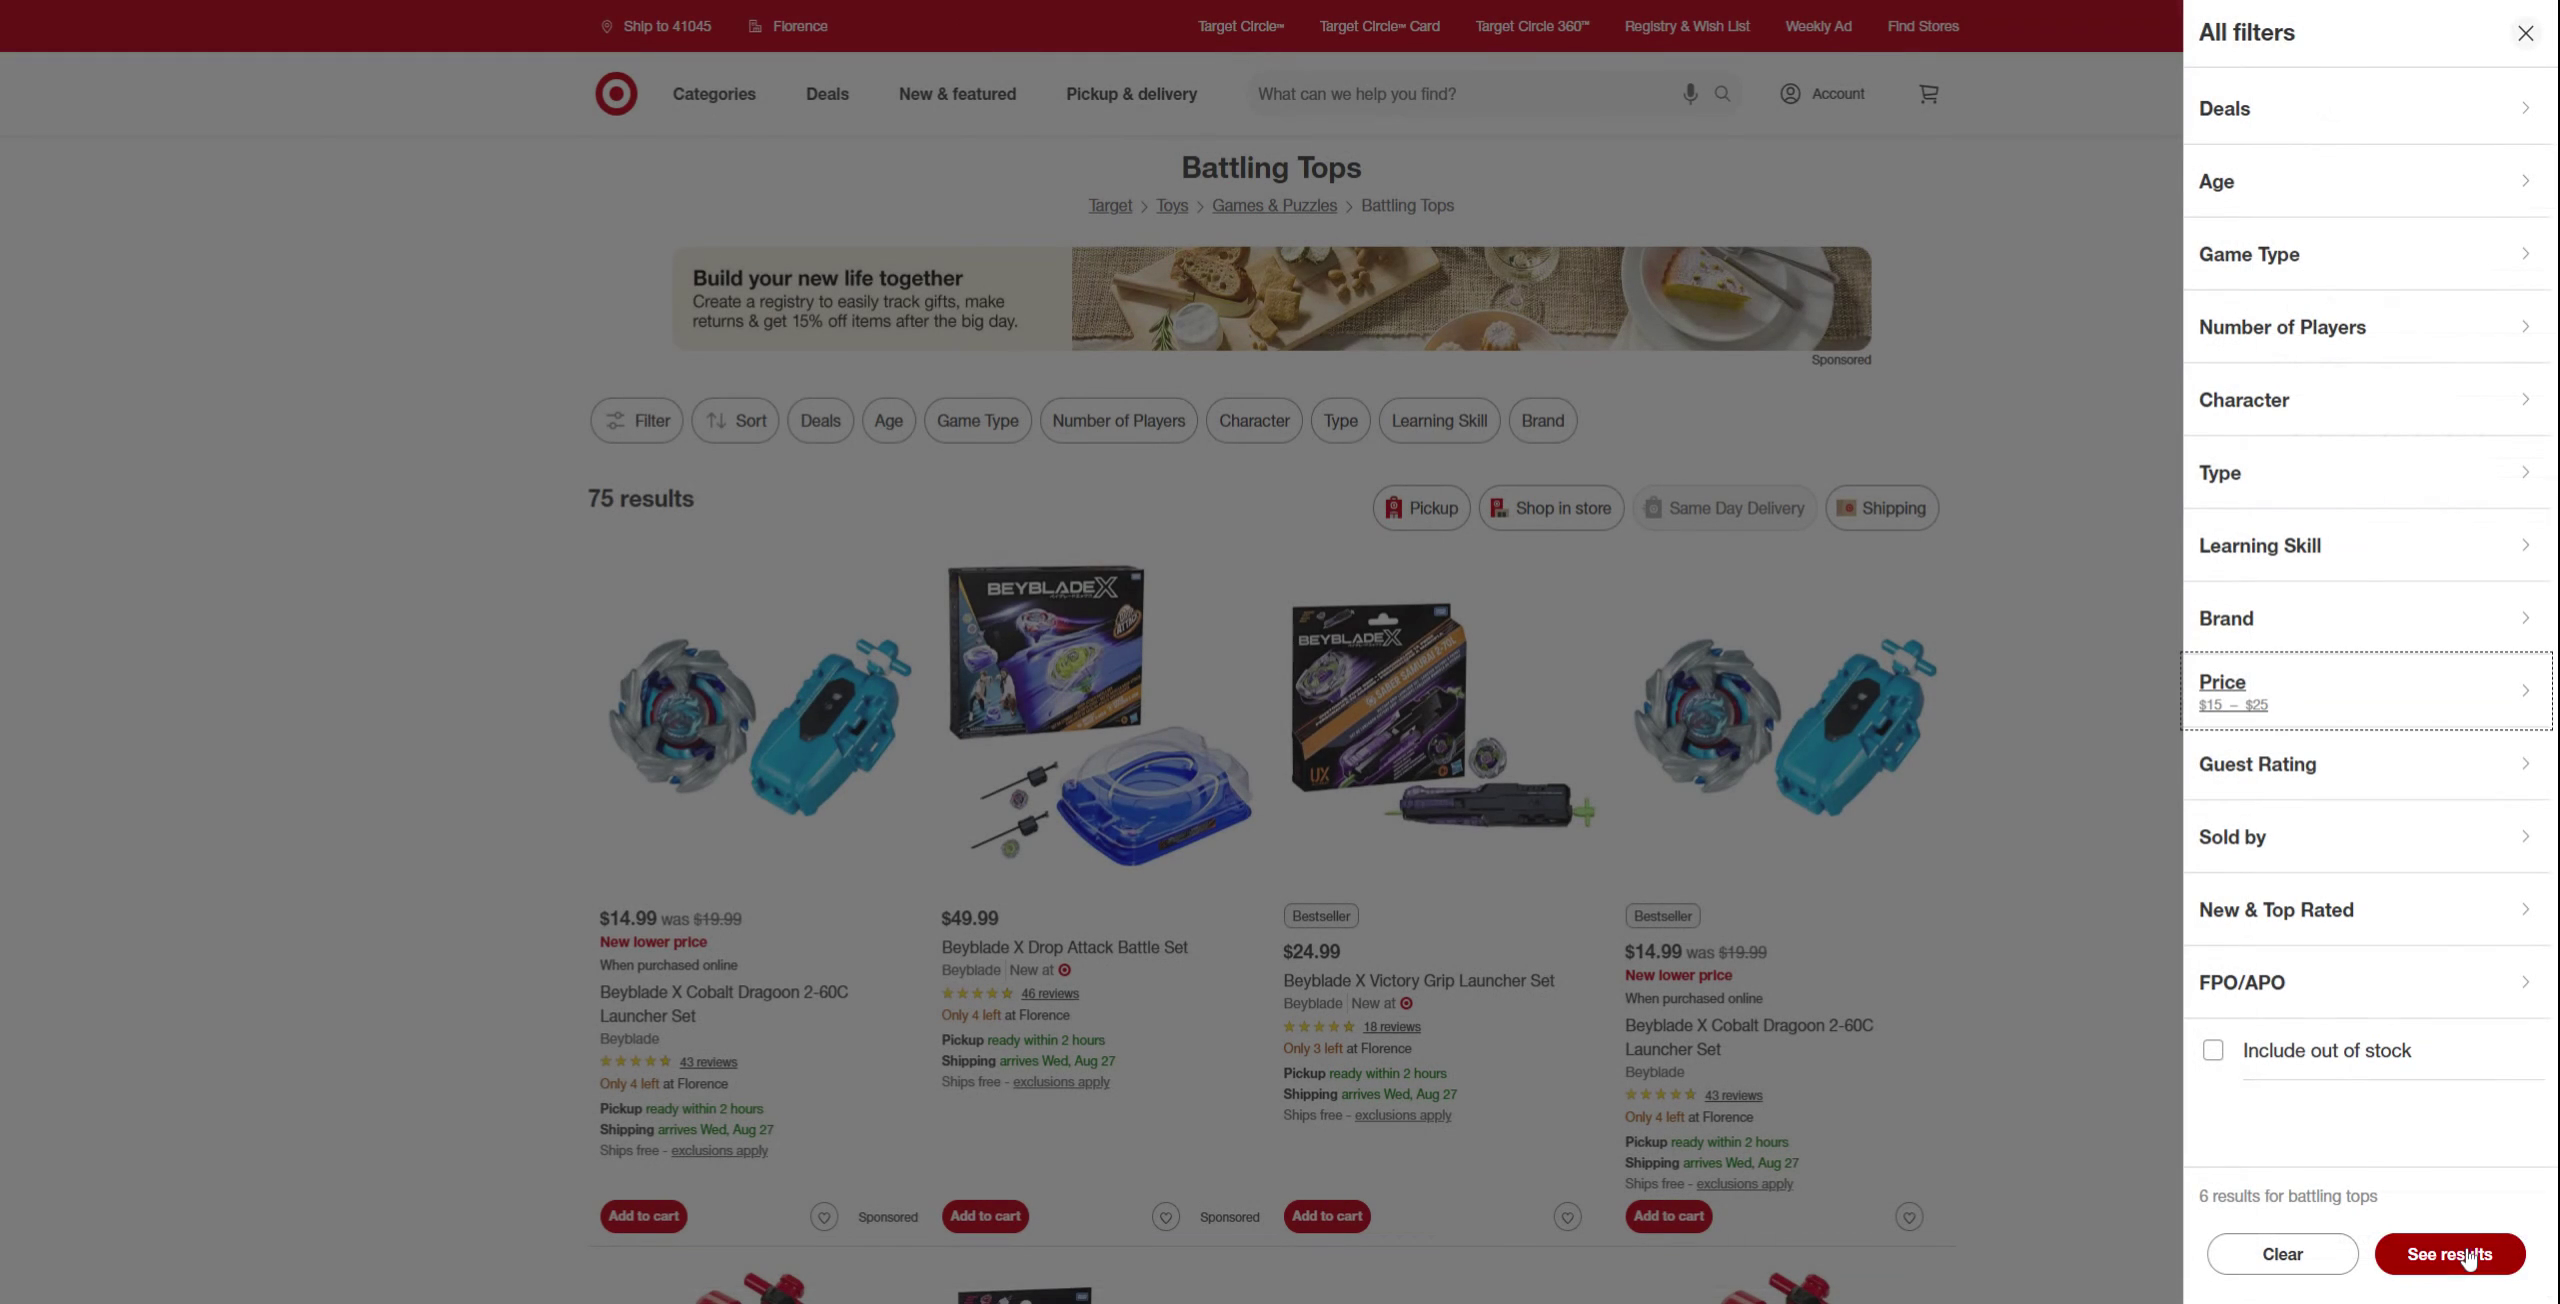 Ship to 41045
Florence
Target Circle™
Target Circle™ Card
Target Circle 360™
Registry & Wish List
Weekly Ad
Find Stores
Categories
Deals
New & featured
Pickup & delivery
What can we help you find?
Account
Battling Tops
Target > Toys > Games & Puzzles > Battling Tops
Build your new life together
Create a registry to easily track gifts, make
returns & get 15% off items after the big day.
Sponsored
Filter
Sort
Deals
Age
Game Type
Number of Players
Character
Type
Learning Skill
Brand
75 results
Pickup
Shop in store
Same Day Delivery
Shipping
BEYBLADE X
BEYBLADE X
SABER SAMURAI 2-70L
UX
$14.99 was $19.99
New lower price
When purchased online
Beyblade X Cobalt Dragoon 2-60C
Launcher Set
Beyblade
43 reviews
Only 4 left at Florence
Pickup ready within 2 hours
Shipping arrives Wed, Aug 27
Ships free - exclusions apply
Add to cart
Sponsored
$49.99
Beyblade X Drop Attack Battle Set
Beyblade New at
46 reviews
Only 4 left at Florence
Pickup ready within 2 hours
Shipping arrives Wed, Aug 27
Ships free - exclusions apply
Add to cart
Sponsored
Bestseller
$24.99
Beyblade X Victory Grip Launcher Set
Beyblade New at
18 reviews
Only 3 left at Florence
Pickup ready within 2 hours
Shipping arrives Wed, Aug 27
Ships free - exclusions apply
Add to cart
Bestseller
$14.99 was $19.99
New lower price
When purchased online
Beyblade X Cobalt Dragoon 2-60C
Launcher Set
Beyblade
43 reviews
Only 4 left at Florence
Pickup ready within 2 hours
Shipping arrives Wed, Aug 27
Ships free - exclusions apply
Add to cart
All filters
Deals
Age
Game Type
Number of Players
Character
Type
Learning Skill
Brand
Price
$15 – $25
Guest Rating
Sold by
New & Top Rated
FPO/APO
Include out of stock
6 results for battling tops
Clear
See results